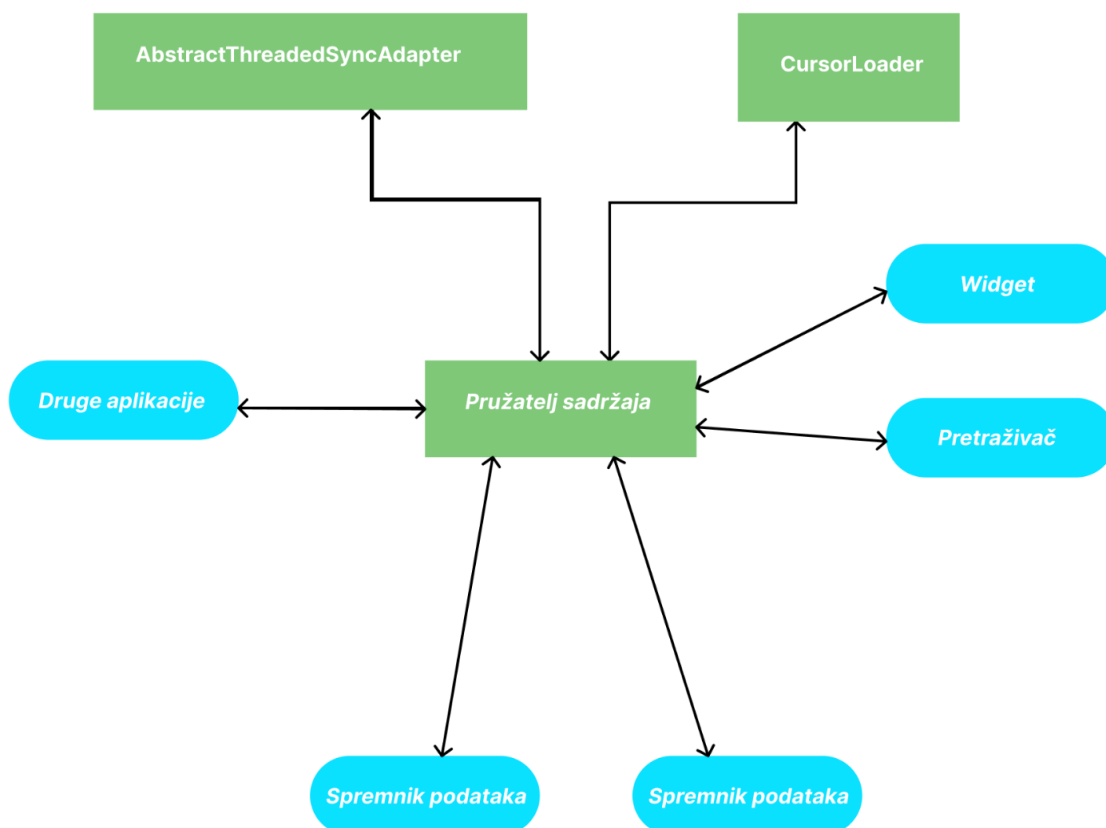 AbstractThreadedSyncAdapter
CursorLoader
Widget
Druge aplikacije
Pružatelj sadržaja
Pretraživač
Spremnik podataka
Spremnik podataka